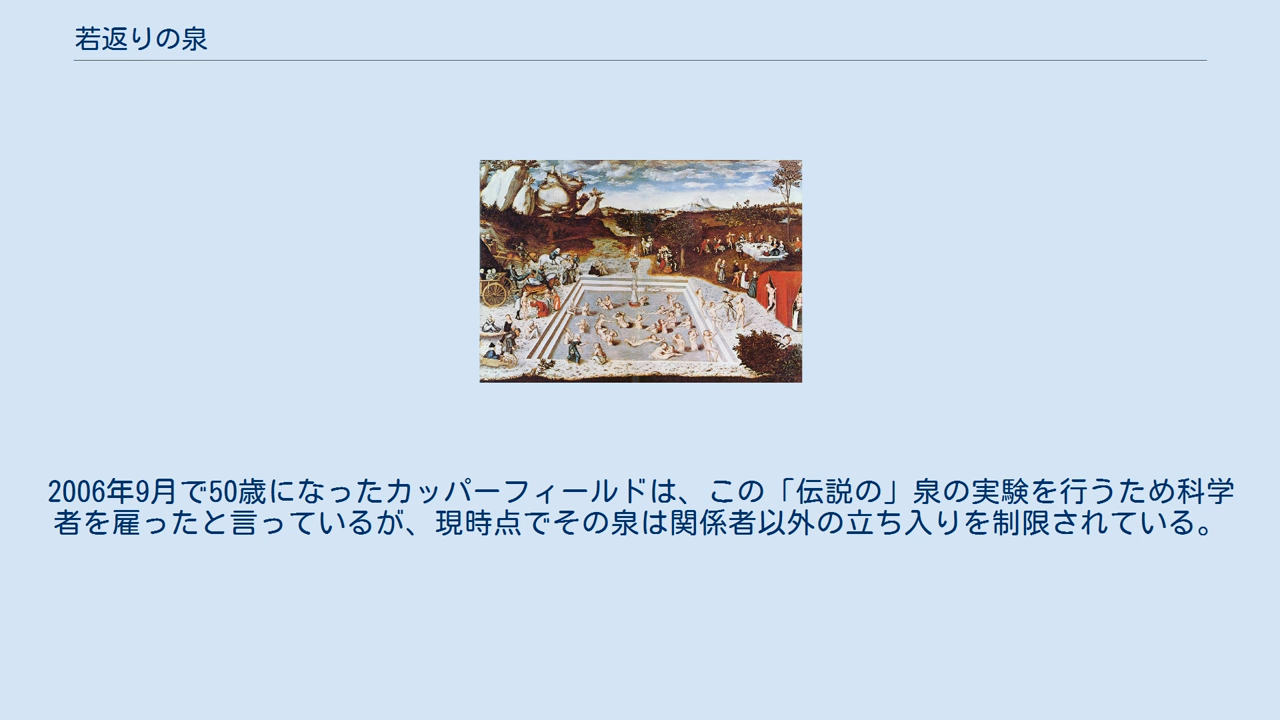 若返りの泉
2006年9月で50歳になったカッパーフィールドは、この「伝説の」泉の実験を行うため科学
者を雇ったと言っているが、現時点でその泉は関係者以外の立ち入りを制限されている。